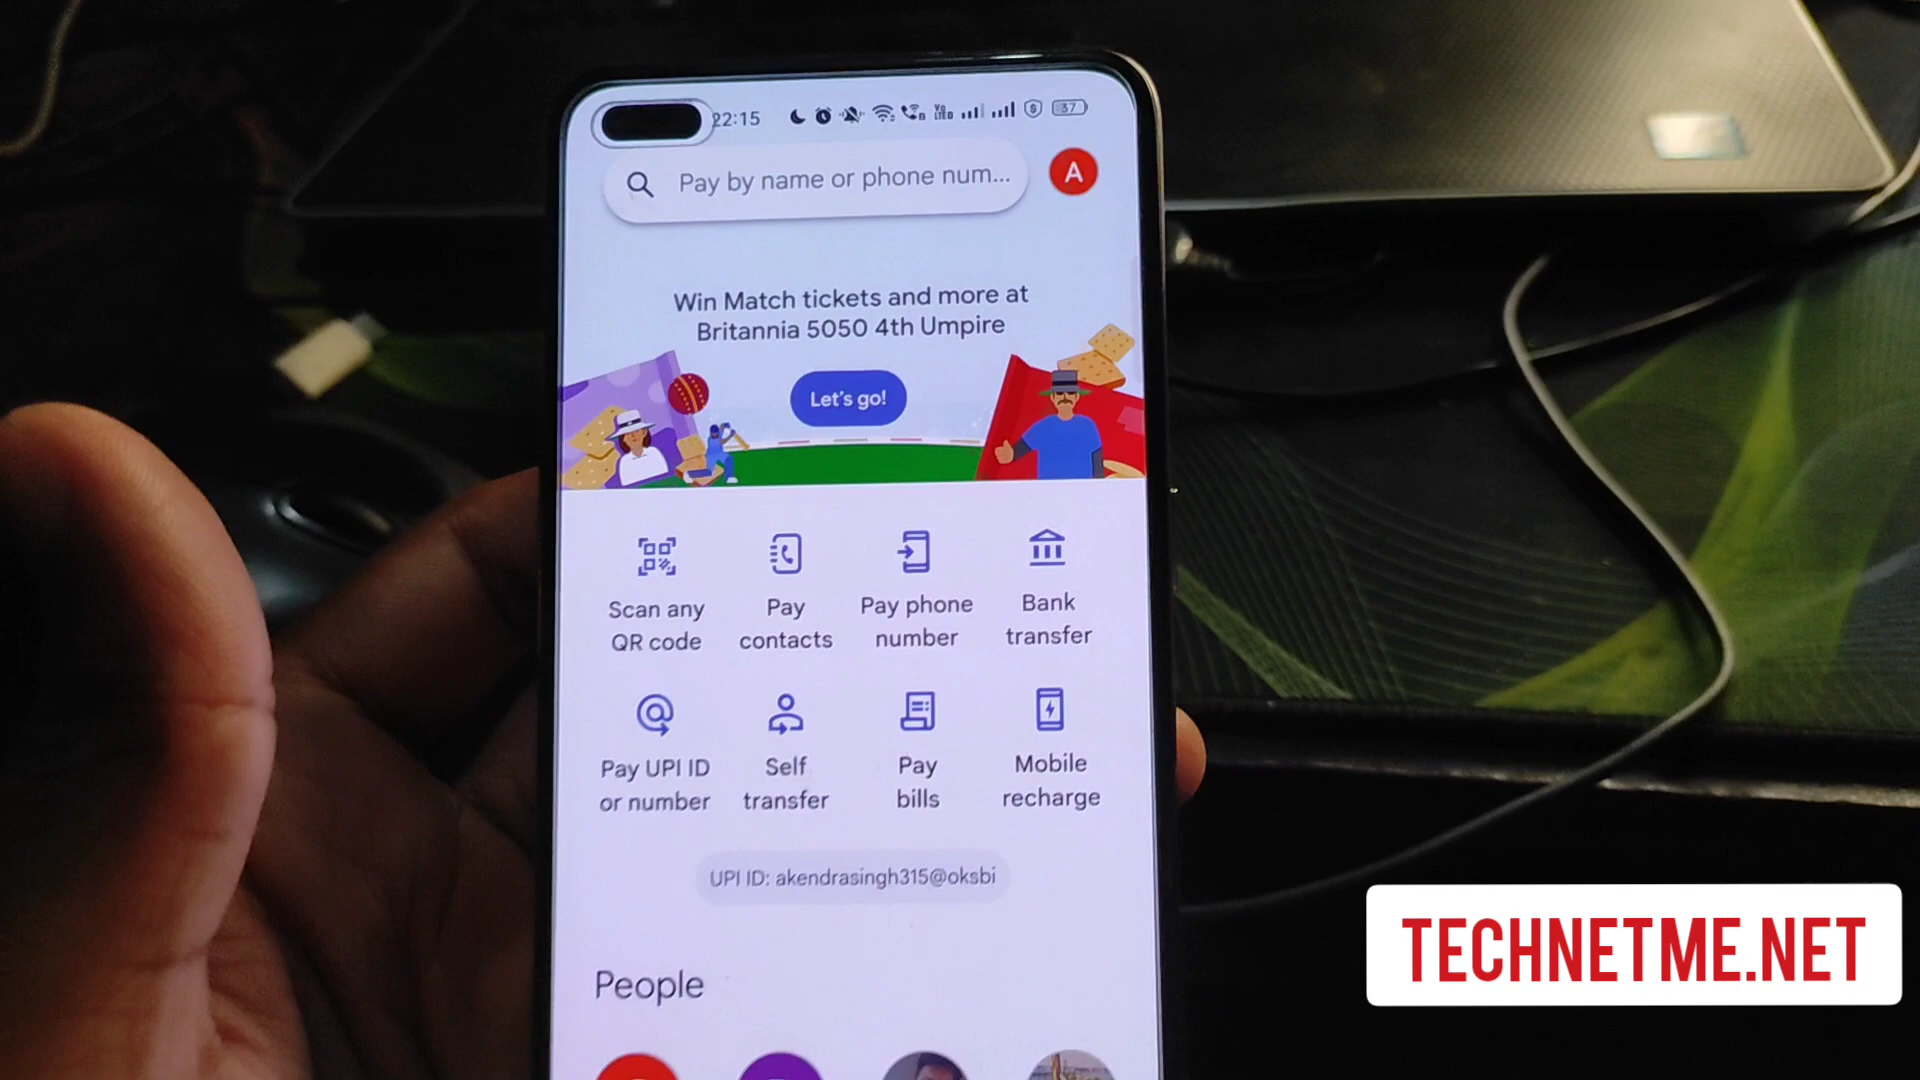 22:15
37
Pay by name or phone num...
A
Win Match tickets and more at
Britannia 5050 4th Umpire
Let's go!
Scan any
QR code
Pay
contacts
Pay phone
number
Bank
transfer
Pay UPI ID
or number
Self
transfer
Pay
bills
Mobile
recharge
UPI ID: akendrasingh315@oksbi
People
TECHNETME.NET